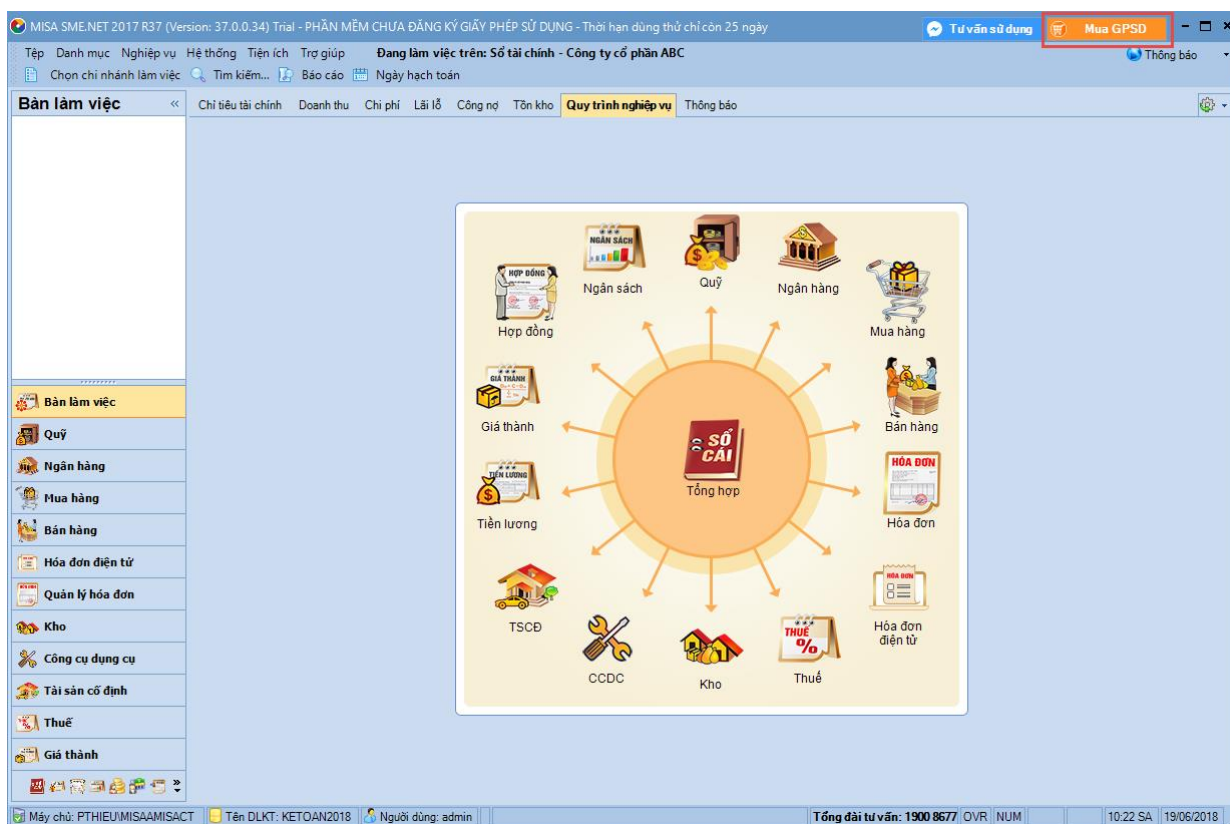 MISA SME.NET 2017 R37 (Version: 37.0.0.34) Trial - PHẦN MỀM CHƯA ĐĂNG KÝ GIẤY PHÉP SỬ DỤNG - Thời hạn dùng thử chỉ còn 25 ngày
Tư vấn sử dụng
Mua GPSD
Tệp Danh mục Nghiệp vụ Hệ thống Tiện ích Trợ giúp Đang làm việc trên: Sổ tài chính - Công ty cổ phần ABC
Thông báo
Chọn chi nhánh làm việc Tìm kiếm... Báo cáo Ngày hạch toán
Bàn làm việc «
Chỉ tiêu tài chính Doanh thu Chi phí Lãi lỗ Công nợ Tồn kho Quy trình nghiệp vụ Thông báo
NGÂN SÁCH
Ngân sách
Quỹ
Ngân hàng
HỢP ĐỒNG
Hợp đồng
Mua hàng
GIÁ THÀNH
Giá thành
Bán hàng
SỔ CÁI
Tổng hợp
TIỀN LƯƠNG
Tiền lương
HÓA ĐƠN
Hóa đơn
TSCĐ
HÓA ĐƠN
Hóa đơn
điện tử
CCDC
Kho
THUẾ
%
Thuế
Bàn làm việc
Quỹ
Ngân hàng
Mua hàng
Bán hàng
Hóa đơn điện tử
Quản lý hóa đơn
Kho
Công cụ dụng cụ
Tài sản cố định
Thuế
Giá thành
Máy chủ: PTHIEU\MISAAMISACT Tên DLKT: KETOAN2018 Người dùng: admin Tổng đài tư vấn: 1900 8677 OVR NUM 10:22 SA 19/06/2018